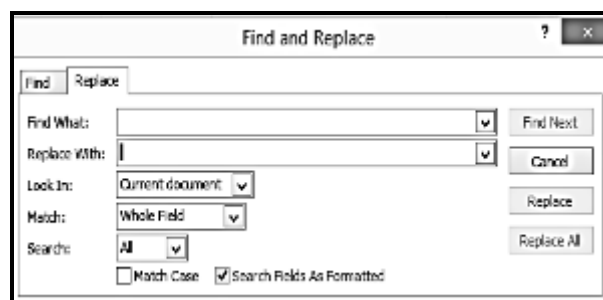 Find and Replace ? ×
Find Replace
Find What: Find Next
Replace With: Cancel
Look In: Current document
Match: Whole Field Replace
Search: All Replace All
Match Case Search Fields As Formatted